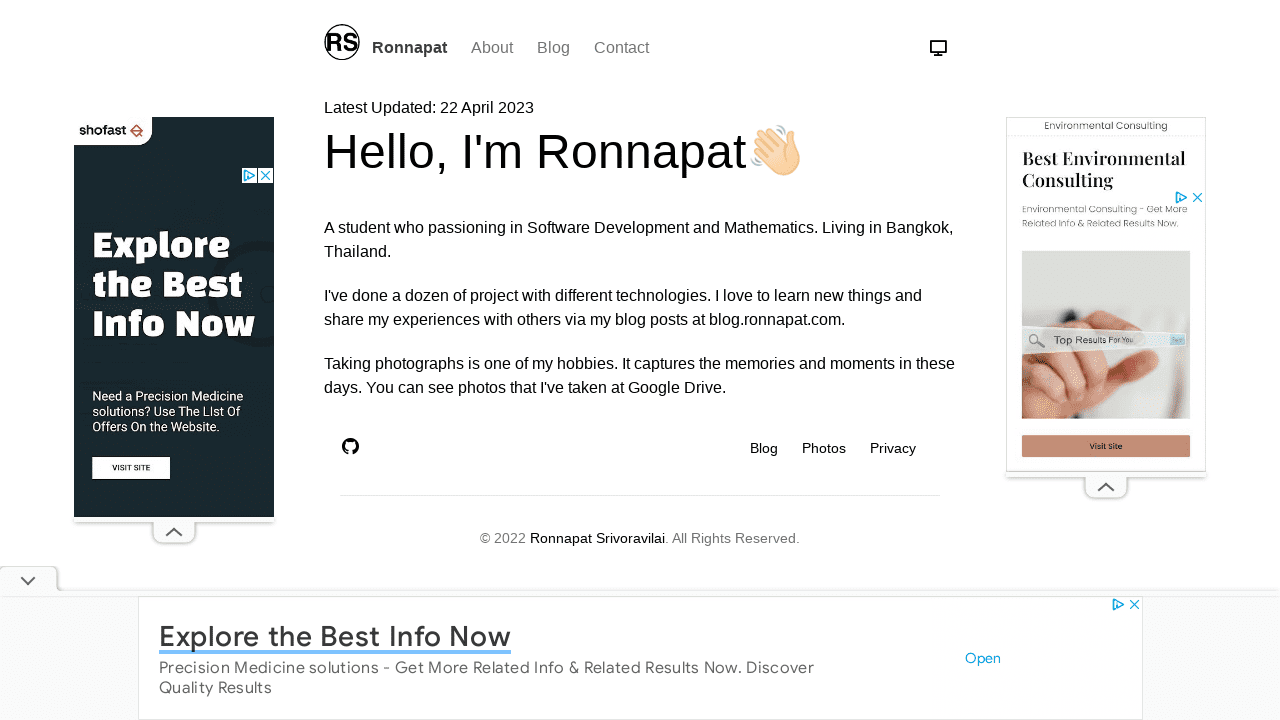 RS Ronnapat About Blog Contact
Latest Updated: 22 April 2023
Hello, I'm Ronnapat
A student who passioning in Software Development and Mathematics. Living in Bangkok,
Thailand.
I've done a dozen of project with different technologies. I love to learn new things and
share my experiences with others via my blog posts at blog.ronnapat.com.
Taking photographs is one of my hobbies. It captures the memories and moments in these
days. You can see photos that I've taken at Google Drive.
Blog Photos Privacy
© 2022 Ronnapat Srivoravilai. All Rights Reserved.
shofast
Explore
the Best
Info Now
Need a Precision Medicine
solutions? Use The LIst Of
Offers On the Website.
VISIT SITE
Environmental Consulting
Best Environmental
Consulting
Environmental Consulting - Get More
Related Info & Related Results Now.
Top Results For You
Visit Site
Explore the Best Info Now
Precision Medicine solutions - Get More Related Info & Related Results Now. Discover
Quality Results
Open